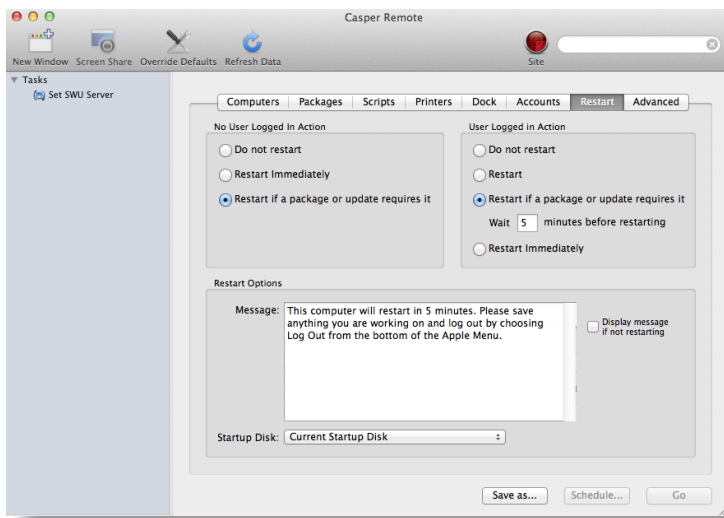 Casper Remote
New Window Screen Share Override Defaults Refresh Data Site
Tasks
Set SWU Server
Computers Packages Scripts Printers Dock Accounts Restart Advanced
No User Logged In Action
Do not restart
Restart Immediately
Restart if a package or update requires it
User Logged in Action
Do not restart
Restart
Restart if a package or update requires it
Wait 5 minutes before restarting
Restart Immediately
Restart Options
Message: This computer will restart in 5 minutes. Please save
anything you are working on and log out by choosing
Log Out from the bottom of the Apple Menu.
Display message
if not restarting
Startup Disk: Current Startup Disk
Save as... Schedule... Go